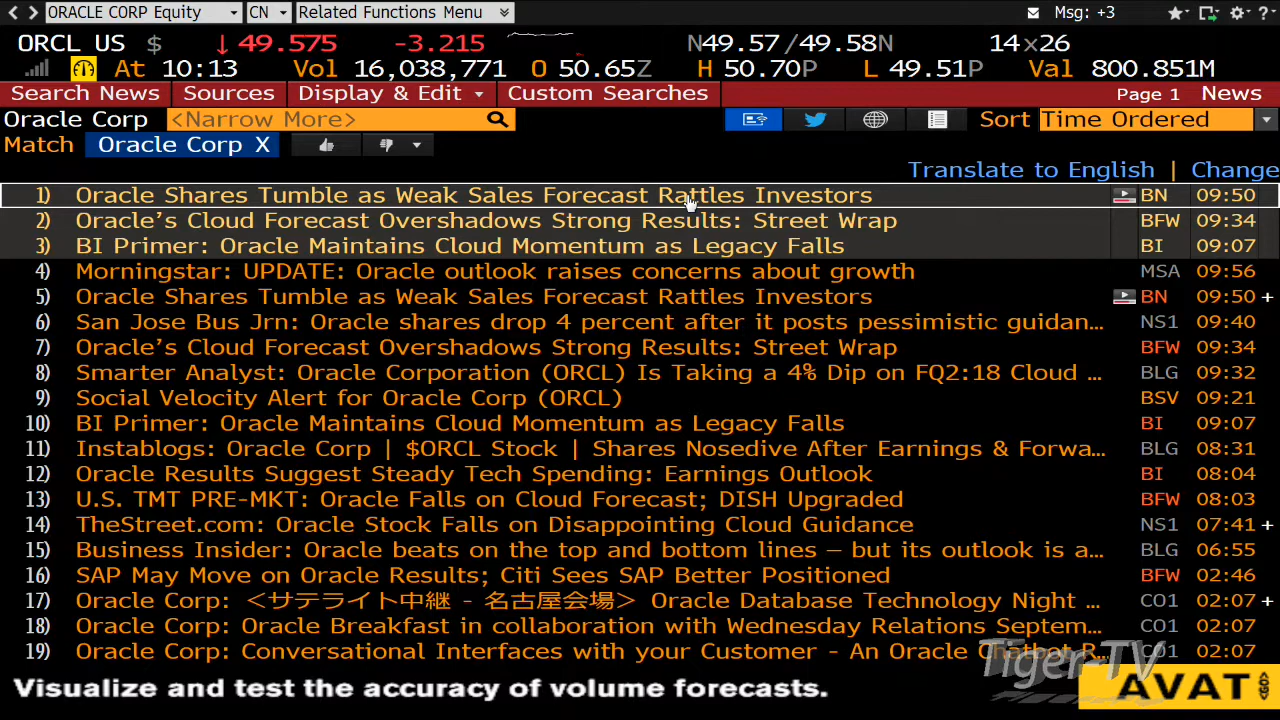 ORACLE CORP Equity CN Related Functions Menu Msg: +3
ORCL US $ ↓49.575 -3.215 N49.57/49.58N 14×26
At 10:13 Vol 16,038,771 O 50.65Z H 50.70P L 49.51P Val 800.851M
Search News Sources Display & Edit Custom Searches Page 1 News
Oracle Corp <Narrow More> Sort Time Ordered
Match Oracle Corp X
Translate to English | Change
1) Oracle Shares Tumble as Weak Sales Forecast Rattles Investors BN 09:50
2) Oracle's Cloud Forecast Overshadows Strong Results: Street Wrap BFW 09:34
3) BI Primer: Oracle Maintains Cloud Momentum as Legacy Falls BI 09:07
4) Morningstar: UPDATE: Oracle outlook raises concerns about growth MSA 09:56
5) Oracle Shares Tumble as Weak Sales Forecast Rattles Investors BN 09:50 +
6) San Jose Bus Jrn: Oracle shares drop 4 percent after it posts pessimistic guidan... NS1 09:40
7) Oracle's Cloud Forecast Overshadows Strong Results: Street Wrap BFW 09:34
8) Smarter Analyst: Oracle Corporation (ORCL) Is Taking a 4% Dip on FQ2:18 Cloud ... BLG 09:32
9) Social Velocity Alert for Oracle Corp (ORCL) BSV 09:21
10) BI Primer: Oracle Maintains Cloud Momentum as Legacy Falls BI 09:07
11) Instablogs: Oracle Corp | $ORCL Stock | Shares Nosedive After Earnings & Forwa... BLG 08:31
12) Oracle Results Suggest Steady Tech Spending: Earnings Outlook BI 08:04
13) U.S. TMT PRE-MKT: Oracle Falls on Cloud Forecast; DISH Upgraded BFW 08:03
14) TheStreet.com: Oracle Stock Falls on Disappointing Cloud Guidance NS1 07:41 +
15) Business Insider: Oracle beats on the top and bottom lines – but its outlook is a... BLG 06:55
16) SAP May Move on Oracle Results; Citi Sees SAP Better Positioned BFW 02:46
17) Oracle Corp: <サテライト中継 - 名古屋会場> Oracle Database Technology Night ... CO1 02:07 +
18) Oracle Corp: Oracle Breakfast in collaboration with Wednesday Relations Septem... CO1 02:07
19) Oracle Corp: Conversational Interfaces with your Customer - An Oracle Chatbot R... CO1 02:07
Tiger-TV
Visualize and test the accuracy of volume forecasts. AVAT <GO>